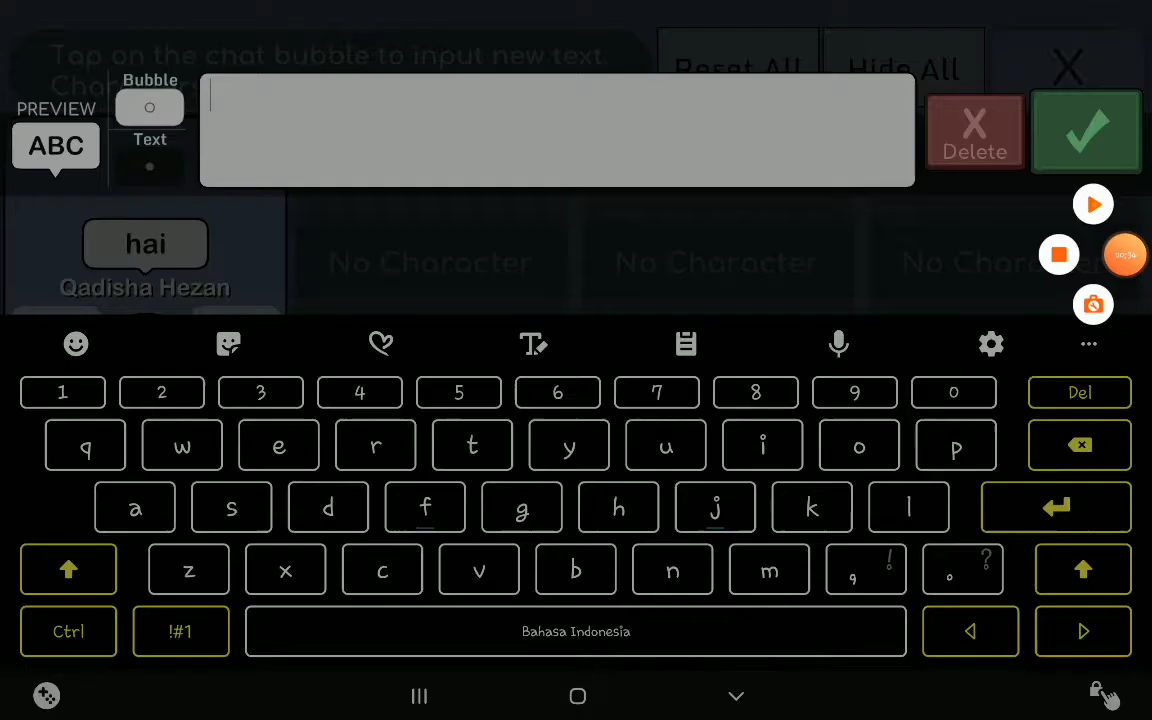 Tap on the chat bubble to input new text.
Reset All
Hide All
X
Bubble
PREVIEW
ABC
Text
X
Delete
hai
Qadisha Hezan
No Character
No Character
00:34
1 2 3 4 5 6 7 8 9 0 Del
q w e r t y u i o p
a s d f g h j k l
z x c v b n m , ! . ?
Ctrl !#1 Bahasa Indonesia